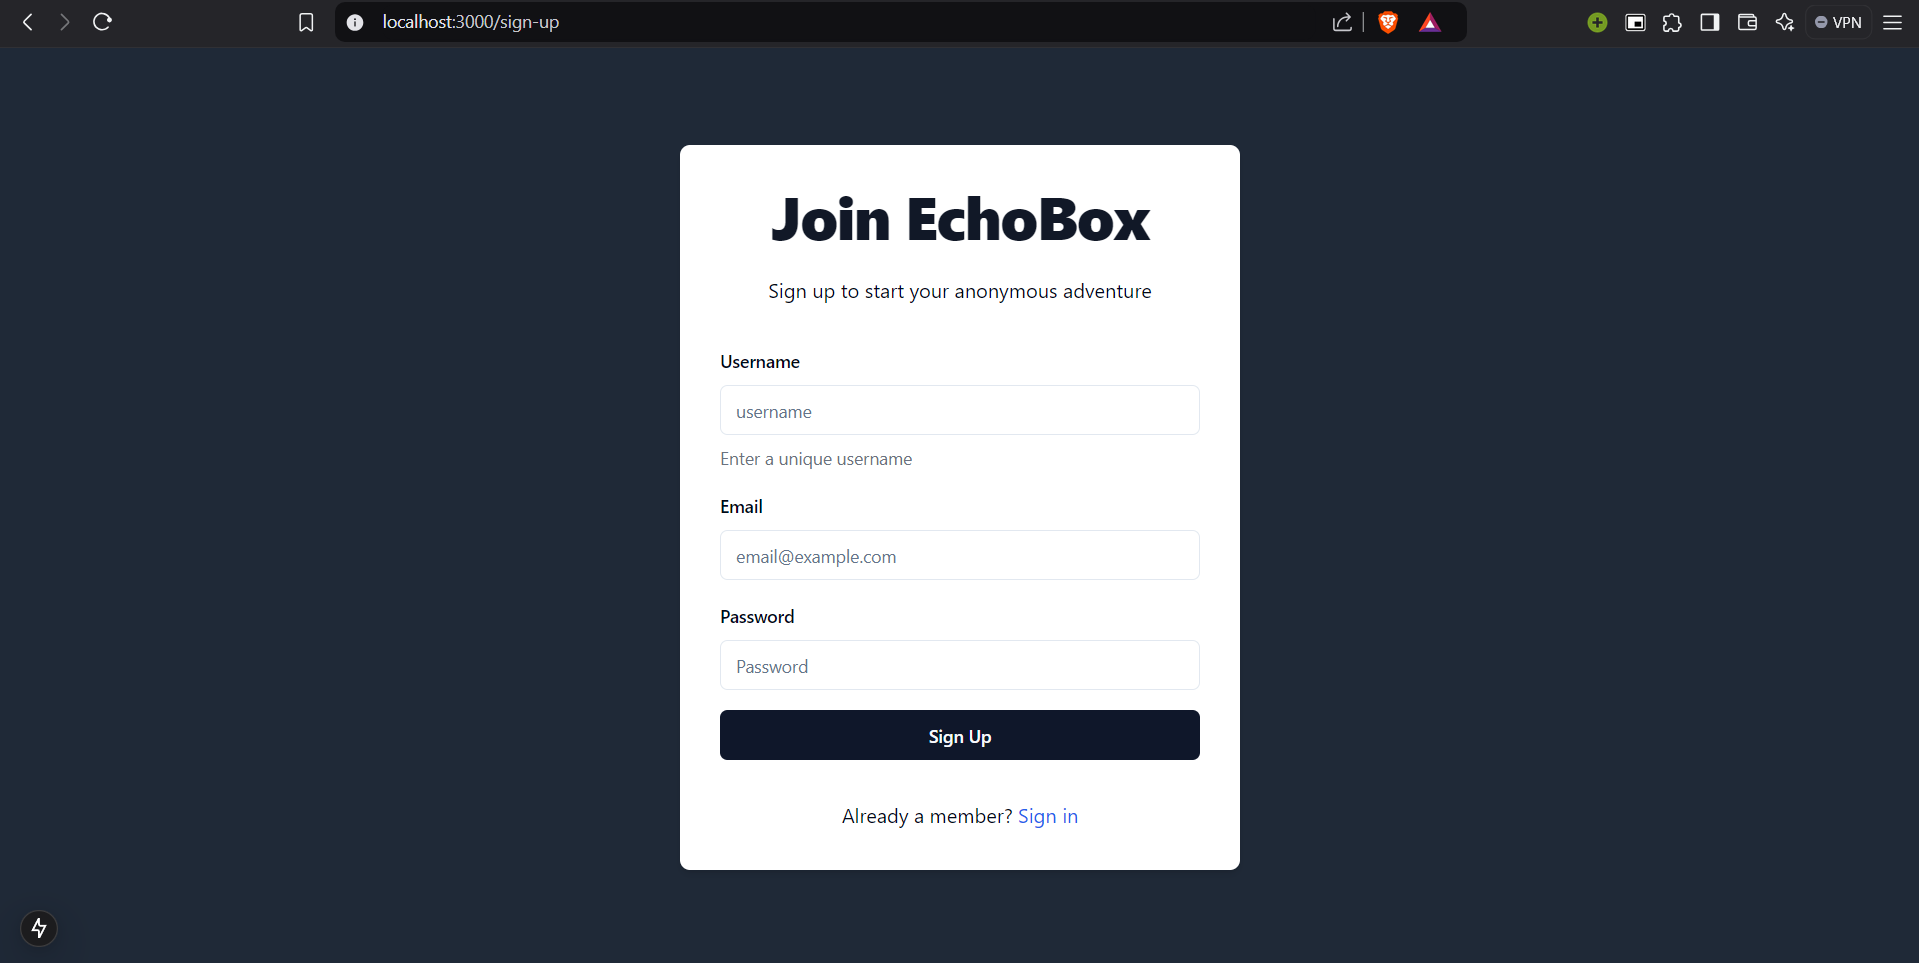 localhost:3000/sign-up
VPN
Join EchoBox
Sign up to start your anonymous adventure
Username
username
Enter a unique username
Email
email@example.com
Password
Password
Sign Up
Already a member? Sign in